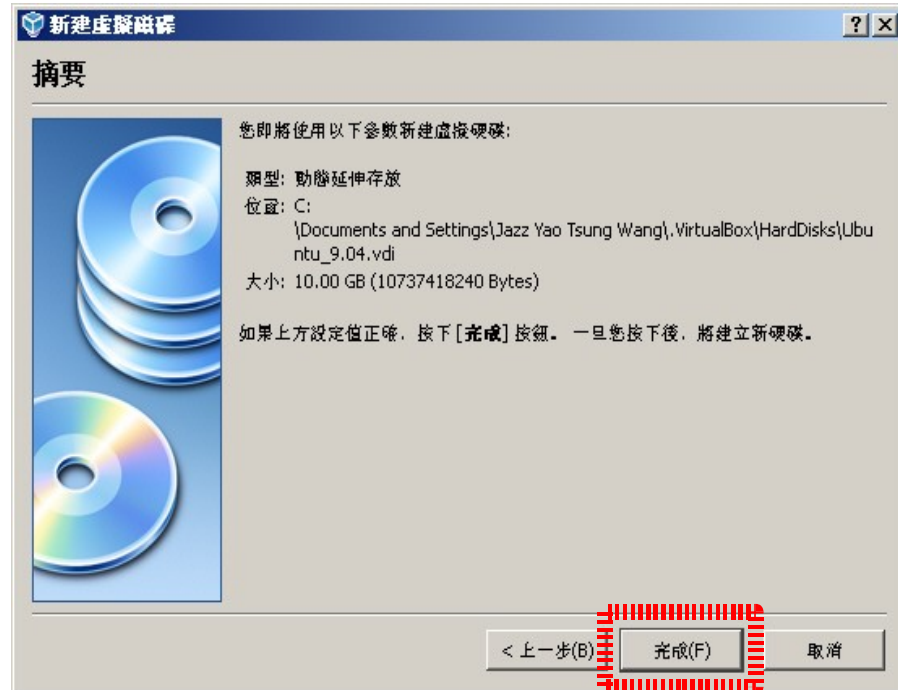 新建虛擬磁碟
摘要
您即將使用以下參數新建虛擬硬碟:
類型: 動態延伸存放
位置: C:
\Documents and Settings\Jazz Yao Tsung Wang\.VirtualBox\HardDisks\Ubu
ntu_9.04.vdi
大小: 10.00 GB (10737418240 Bytes)
如果上方設定值正確，按下[完成]按鈕。 一旦您按下後，將建立新硬碟。
< 上一步(B) 完成(F) 取消